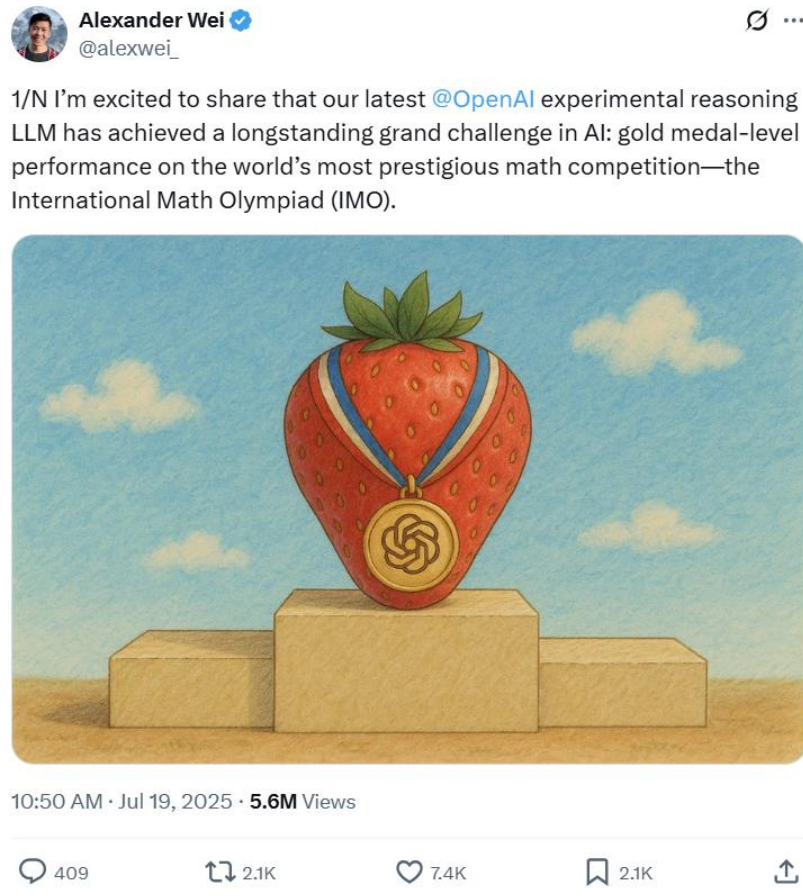 Alexander Wei
@alexwei_
1/N I’m excited to share that our latest @OpenAI experimental reasoning
LLM has achieved a longstanding grand challenge in AI: gold medal-level
performance on the world’s most prestigious math competition—the
International Math Olympiad (IMO).
10:50 AM · Jul 19, 2025 · 5.6M Views
409 2.1K 7.4K 2.1K